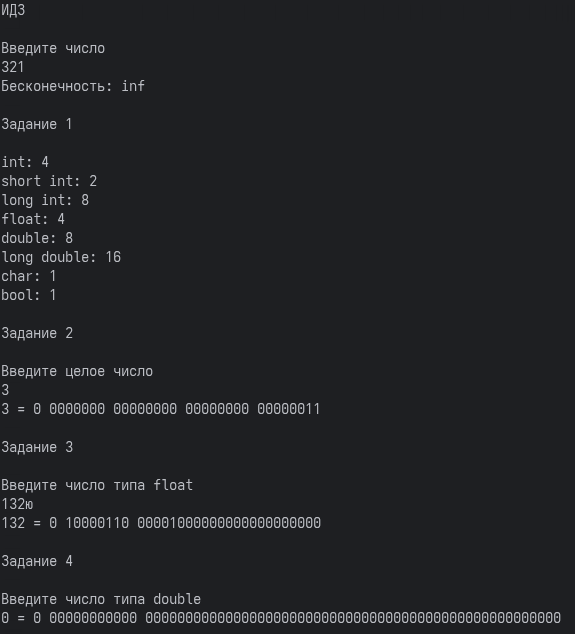 ИДЗ
Введите число
321
Бесконечность: inf
Задание 1
int: 4
short int: 2
long int: 8
float: 4
double: 8
long double: 16
char: 1
bool: 1
Задание 2
Введите целое число
3
3 = 0 0000000 00000000 00000000 00000011
Задание 3
Введите число типа float
132ю
132 = 0 10000110 00001000000000000000000
Задание 4
Введите число типа double
0 = 0 00000000000 0000000000000000000000000000000000000000000000000000